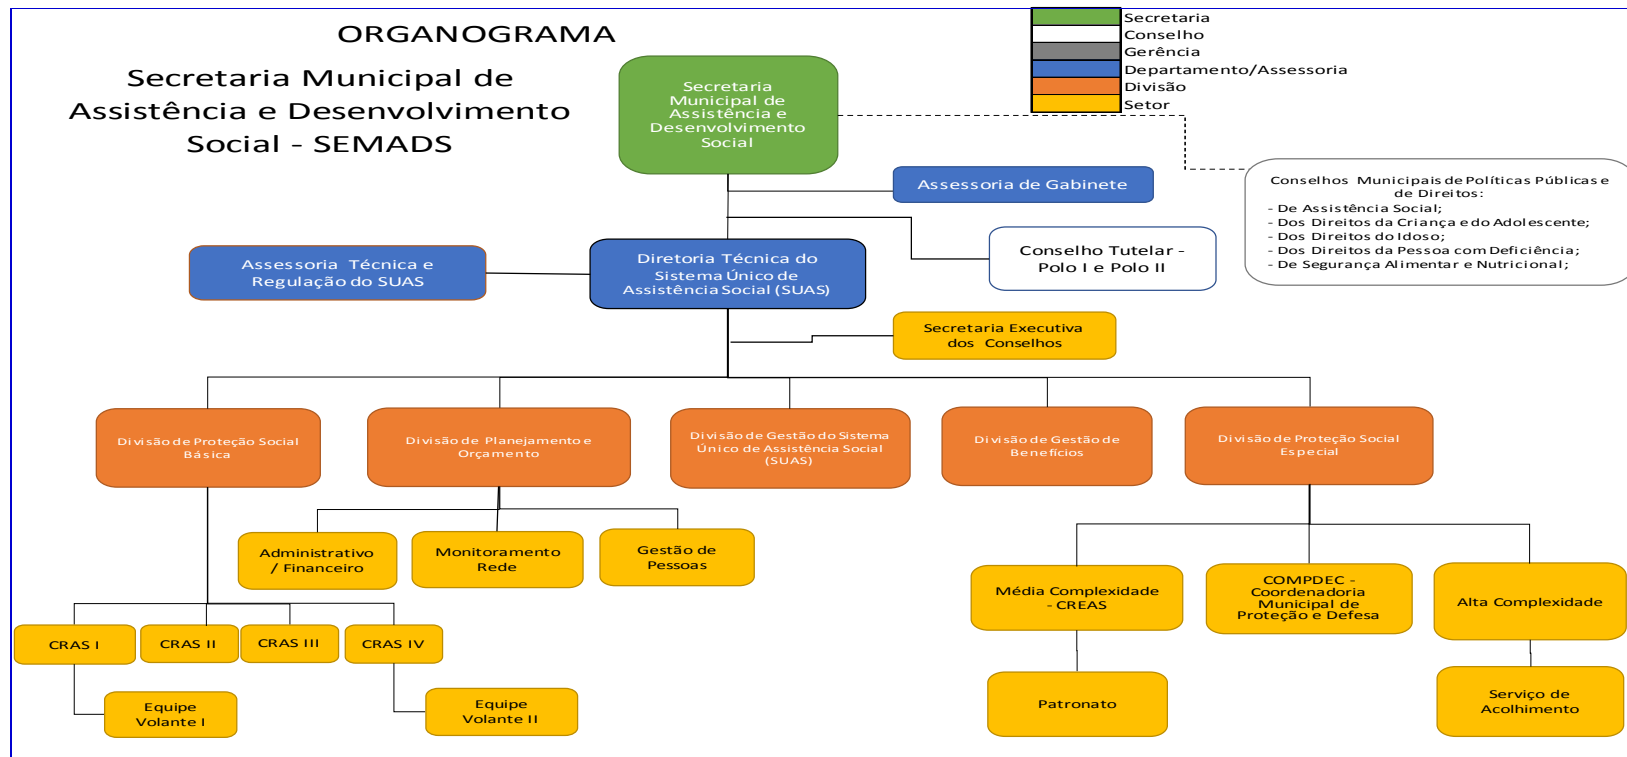 ORGANOGRAMA
Secretaria Municipal de
Assistência e Desenvolvimento
Social - SEMADS
Secretaria
Conselho
Gerência
Departamento/Assessoria
Divisão
Setor
Secretaria
Municipal de
Assistência e
Desenvolvimento
Social
Assessoria de Gabinete
Conselhos Municipais de Políticas Públicas e
de Direitos:
- De Assistência Social;
- Dos Direitos da Criança e do Adolescente;
- Dos Direitos do Idoso;
- Dos Direitos da Pessoa com Deficiência;
- De Segurança Alimentar e Nutricional;
Conselho Tutelar -
Polo I e Polo II
Assessoria Técnica e
Regulação do SUAS
Diretoria Técnica do
Sistema Único de
Assistência Social (SUAS)
Secretaria Executiva
dos Conselhos
Divisão de Proteção Social
Básica
Divisão de Planejamento e
Orçamento
Divisão de Gestão do Sistema
Único de Assistência Social
(SUAS)
Divisão de Gestão de
Benefícios
Divisão de Proteção Social
Especial
Administrativo
/ Financeiro
Monitoramento
Rede
Gestão de
Pessoas
Média Complexidade
- CREAS
COMPDEC -
Coordenadoria
Municipal de
Proteção e Defesa
Alta Complexidade
CRAS I
CRAS II
CRAS III
CRAS IV
Equipe
Volante I
Equipe
Volante II
Patronato
Serviço de
Acolhimento